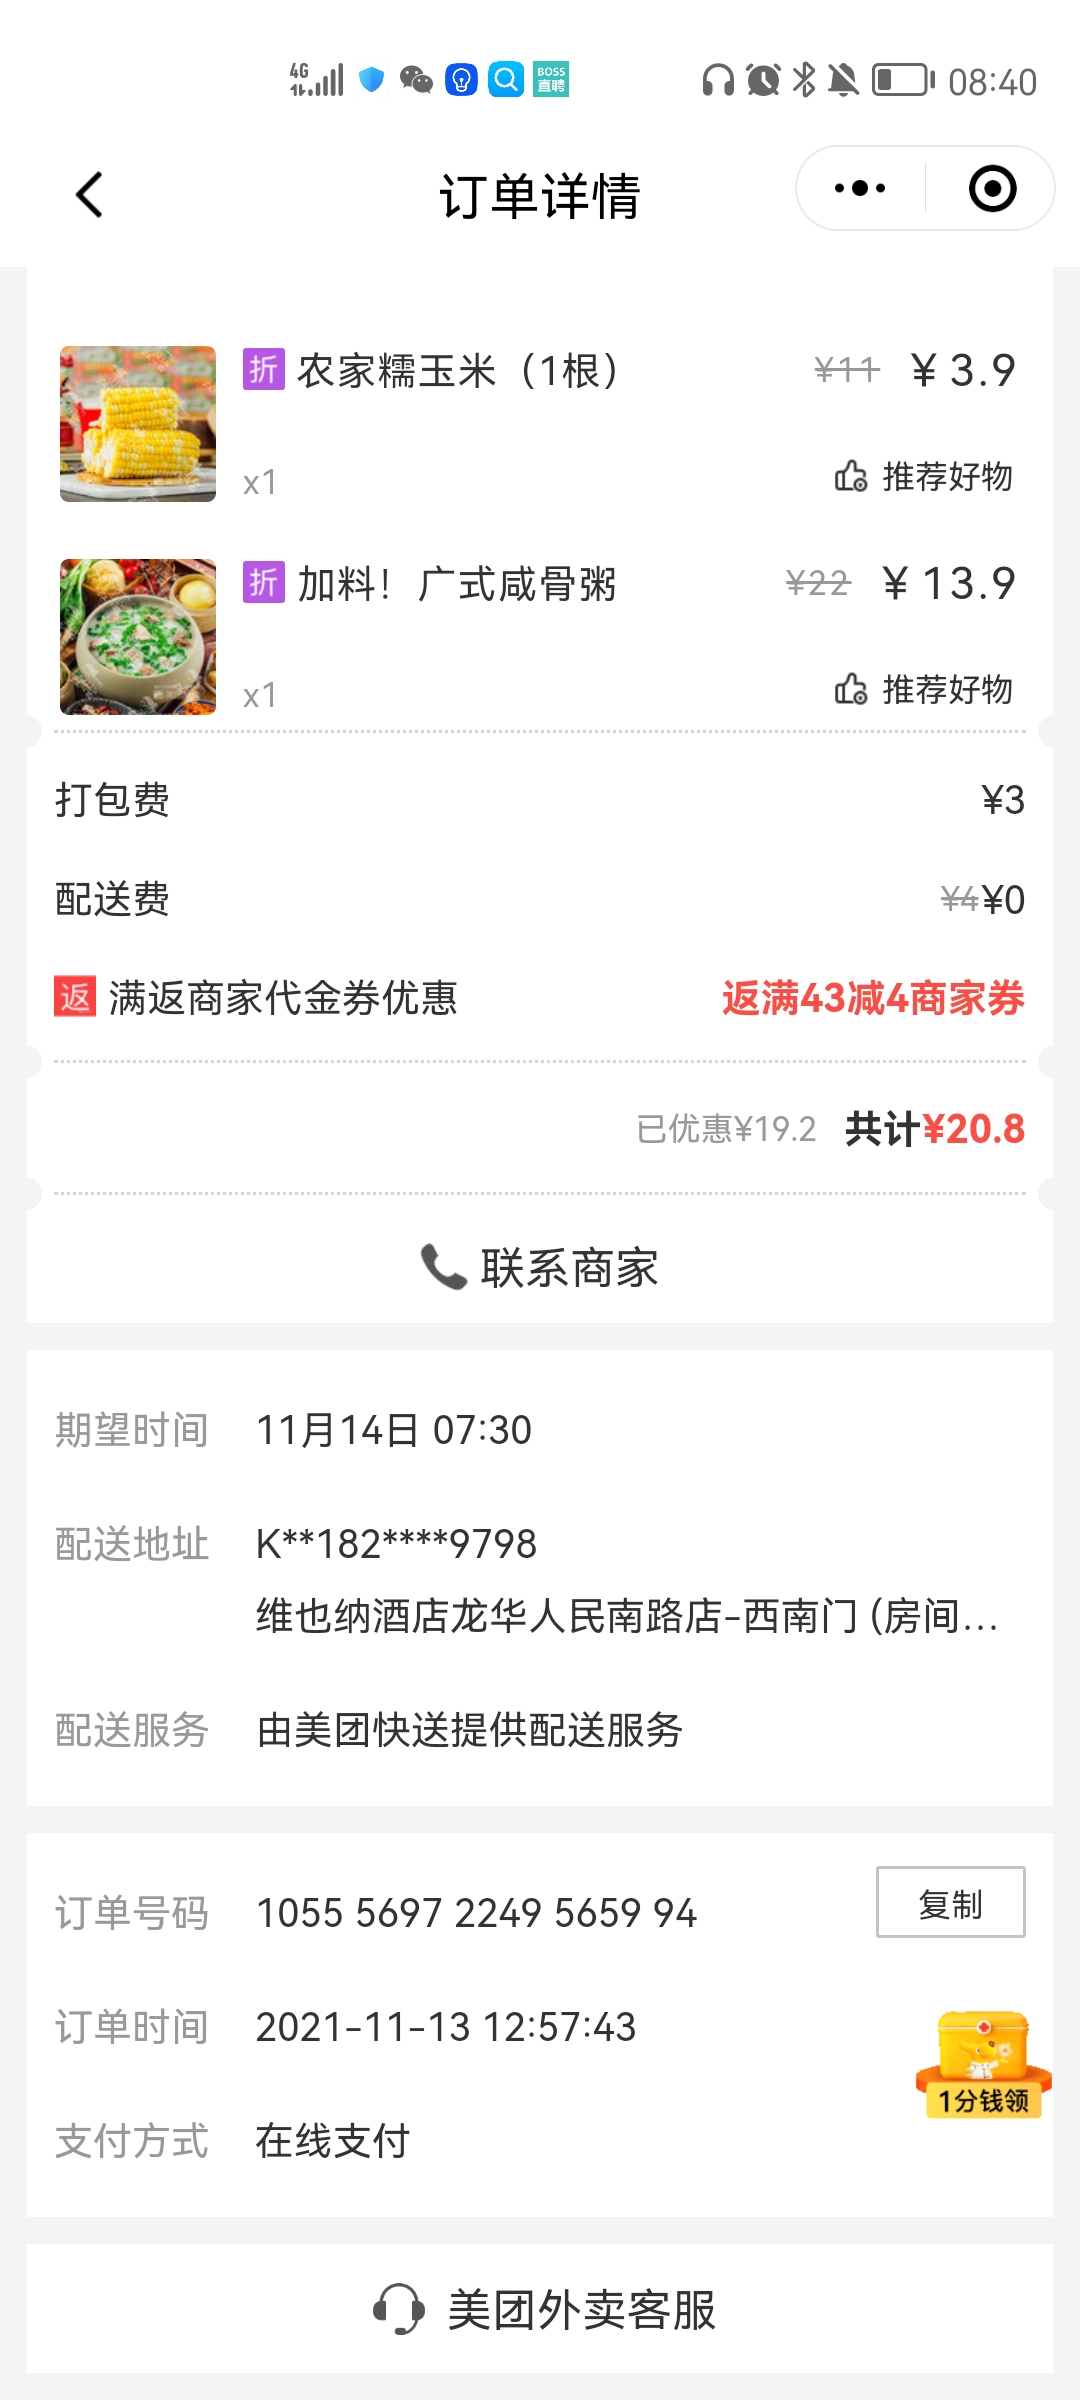 4G
BOSS
直聘
08:40
订单详情
折 农家糯玉米（1根） ¥11 ¥ 3.9
x1 推荐好物
折 加料！广式咸骨粥 ¥22 ¥ 13.9
x1 推荐好物
打包费 ¥3
配送费 ¥4 ¥0
返 满返商家代金券优惠 返满43减4商家券
已优惠¥19.2 共计¥20.8
联系商家
期望时间 11月14日 07:30
配送地址 K**182****9798
维也纳酒店龙华人民南路店-西南门 (房间...
配送服务 由美团快送提供配送服务
订单号码 1055 5697 2249 5659 94 复制
订单时间 2021-11-13 12:57:43
1分钱领
支付方式 在线支付
美团外卖客服